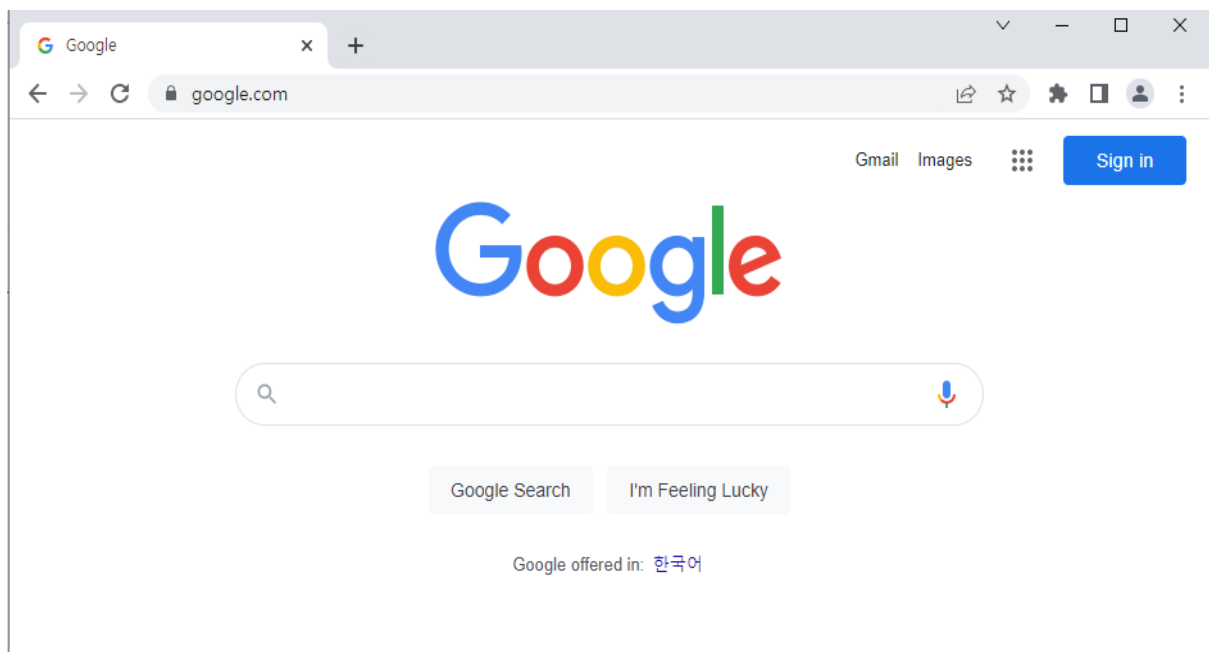 Google
google.com
Gmail Images Sign in
Google
Google Search I'm Feeling Lucky
Google offered in: 한국어